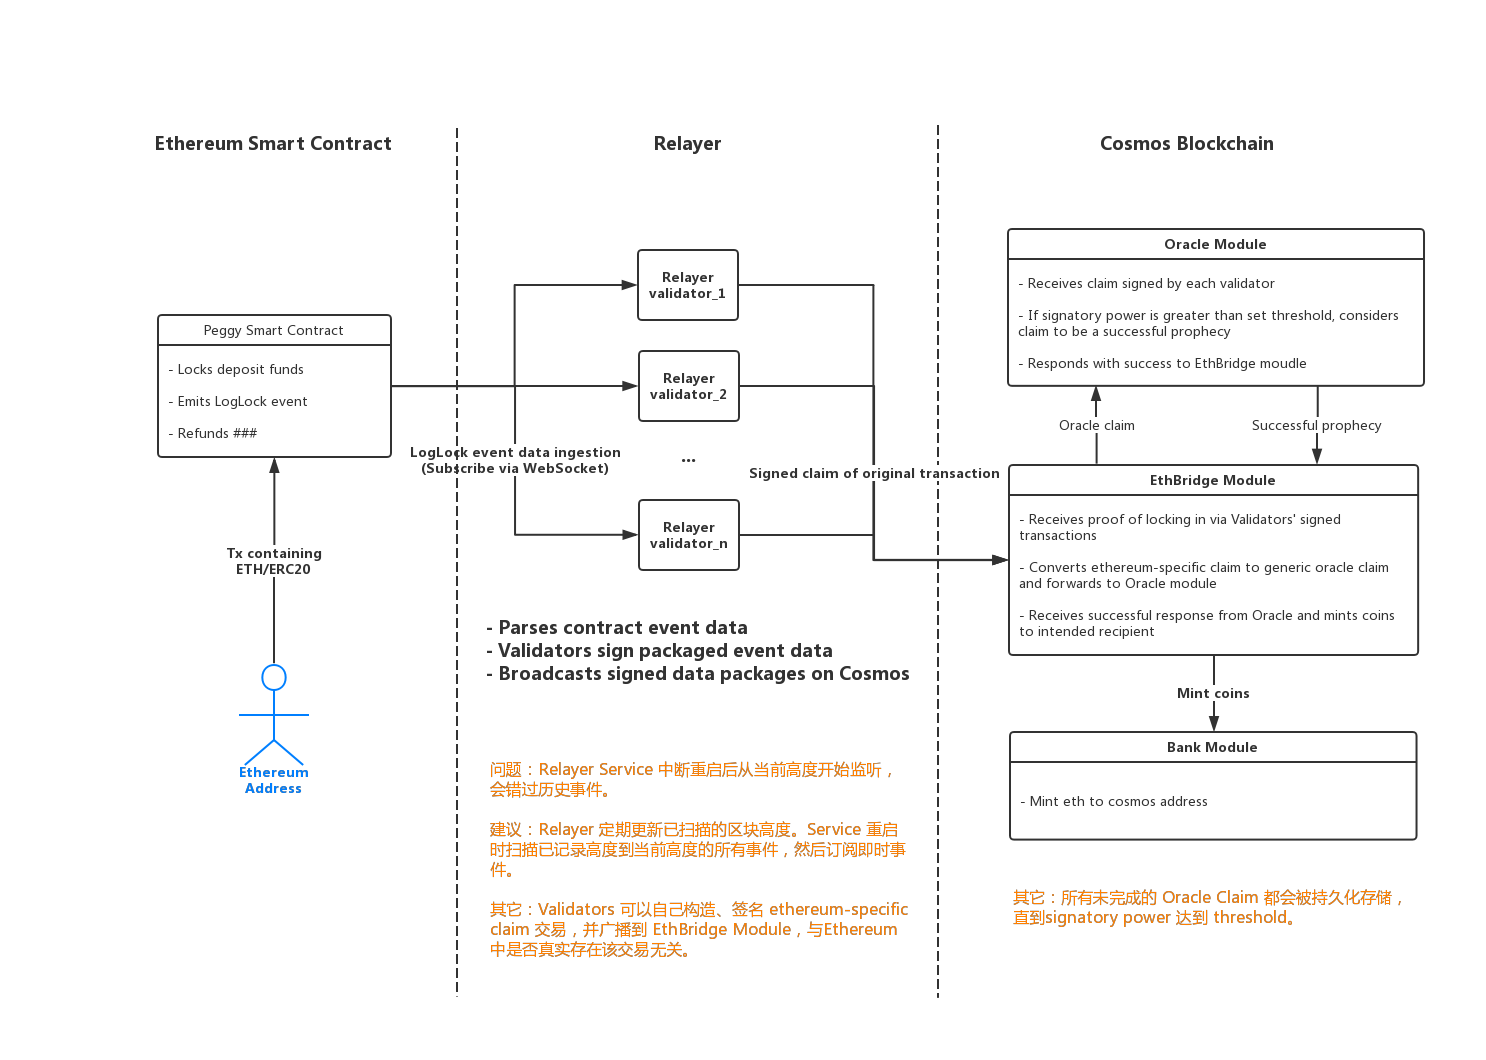 Ethereum Smart Contract
Relayer
Cosmos Blockchain
Peggy Smart Contract
- Locks deposit funds
- Emits LogLock event
- Refunds ###
Tx containing
ETH/ERC20
Ethereum
Address
LogLock event data ingestion
(Subscribe via WebSocket)
Relayer
validator_1
Relayer
validator_2
...
Relayer
validator_n
Signed claim of original transaction
- Parses contract event data
- Validators sign packaged event data
- Broadcasts signed data packages on Cosmos
问题：Relayer Service 中断重启后从当前高度开始监听，
会错过历史事件。
建议：Relayer 定期更新已扫描的区块高度。Service 重启
时扫描已记录高度到当前高度的所有事件，然后订阅即时事
件。
其它：Validators 可以自己构造、签名 ethereum-specific
claim 交易，并广播到 EthBridge Module，与Ethereum
中是否真实存在该交易无关。
Oracle Module
- Receives claim signed by each validator
- If signatory power is greater than set threshold, considers
claim to be a successful prophecy
- Responds with success to EthBridge moudle
Oracle claim
Successful prophecy
EthBridge Module
- Receives proof of locking in via Validators' signed
transactions
- Converts ethereum-specific claim to generic oracle claim
and forwards to Oracle module
- Receives successful response from Oracle and mints coins
to intended recipient
Mint coins
Bank Module
- Mint eth to cosmos address
其它：所有未完成的 Oracle Claim 都会被持久化存储，
直到signatory power 达到 threshold。